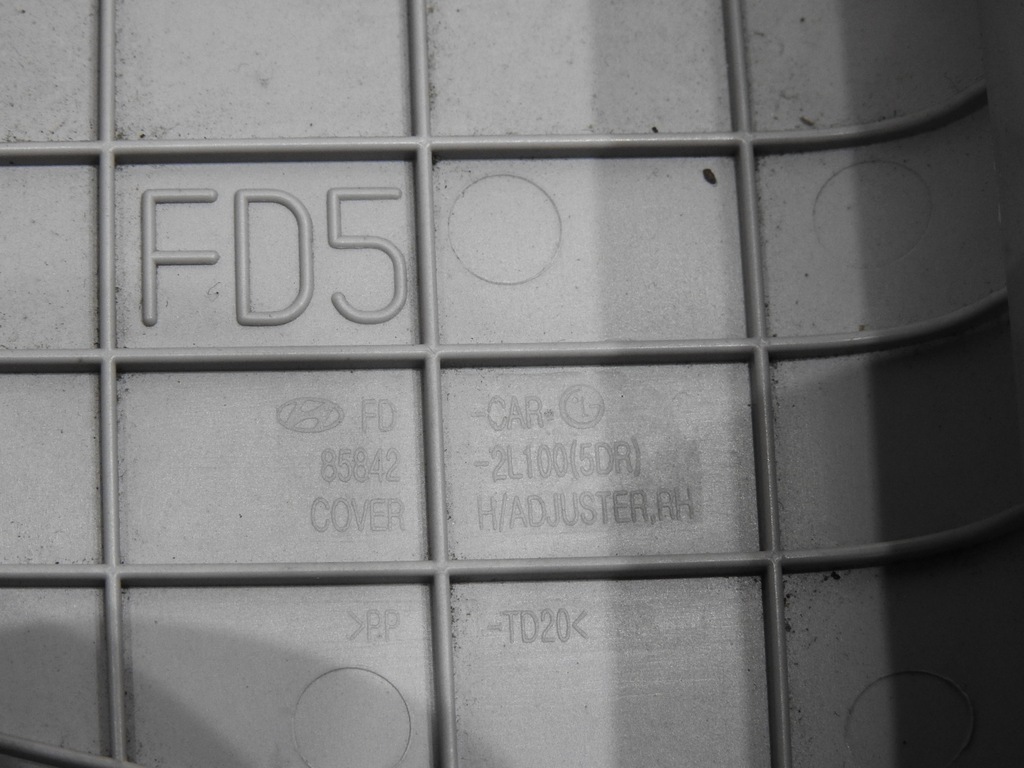 FD5
FD -CAR-
85842 -2L100(5DR)
COVER H/ADJUSTER,RH
>PP -TD20<